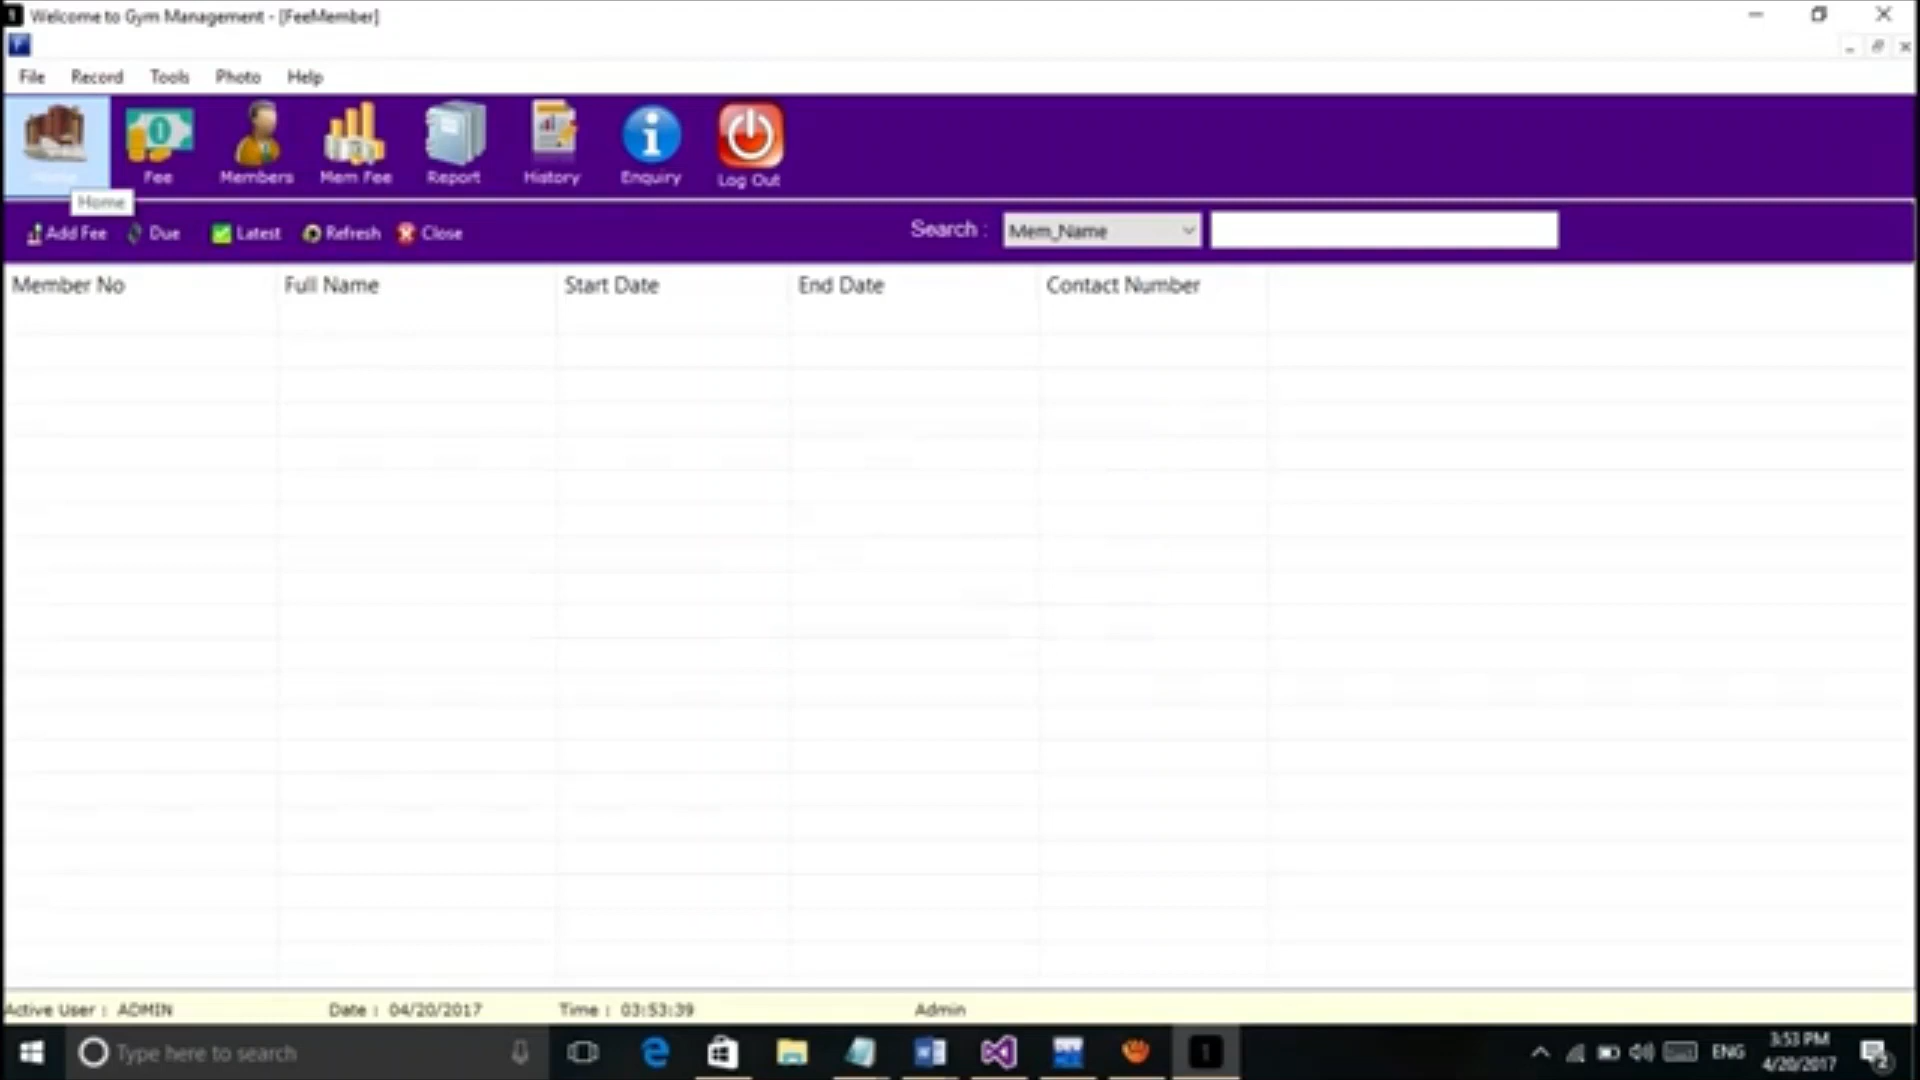 Welcome to Gym Management - [FeeMember]
File Record Tools Photo Help
Fee Members Mem Fee Report History Enquiry Log Out
Home
Add Fee Due Latest Refresh Close Search : Mem_Name
Member No Full Name Start Date End Date Contact Number
Active User : ADMIN Date : 04/20/2017 Time : 03:53:39 Admin
Type here to search ENG 3:53 PM
4/20/2017 2